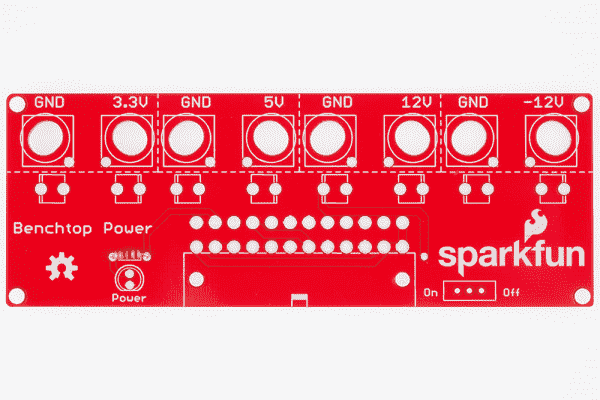 GND 3.3V GND 5V GND 12V GND -12V
Benchtop Power
sparkfun
Power
On Off